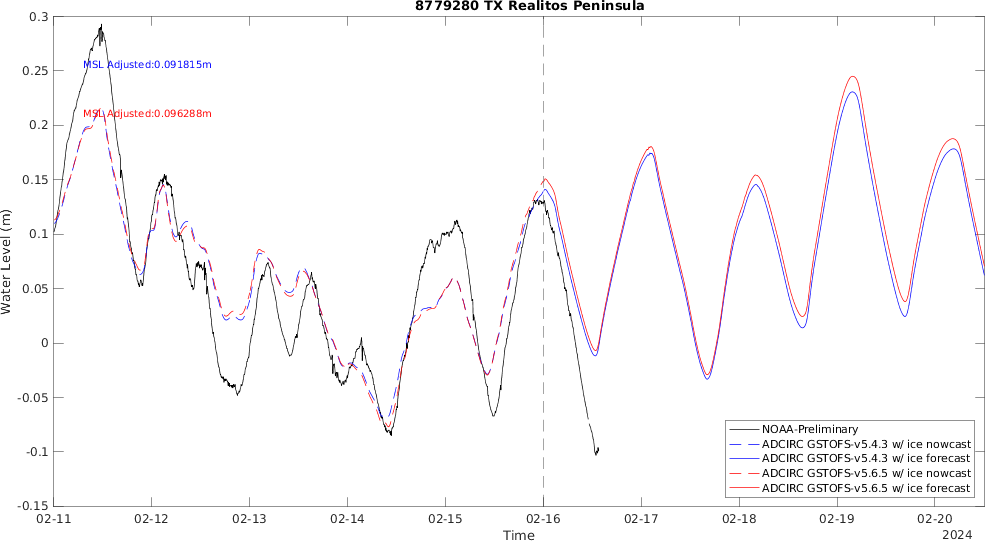 8779280 TX Realitos Peninsula
0.3
0.25
0.2
0.15
0.1
0.05
0
-0.05
-0.1
-0.15
Water Level (m)
MSL Adjusted:0.091815m
MSL Adjusted:0.096288m
NOAA-Preliminary
ADCIRC GSTOFS-v5.4.3 w/ ice nowcast
ADCIRC GSTOFS-v5.4.3 w/ ice forecast
ADCIRC GSTOFS-v5.6.5 w/ ice nowcast
ADCIRC GSTOFS-v5.6.5 w/ ice forecast
02-11 02-12 02-13 02-14 02-15 02-16 02-17 02-18 02-19 02-20
Time
2024